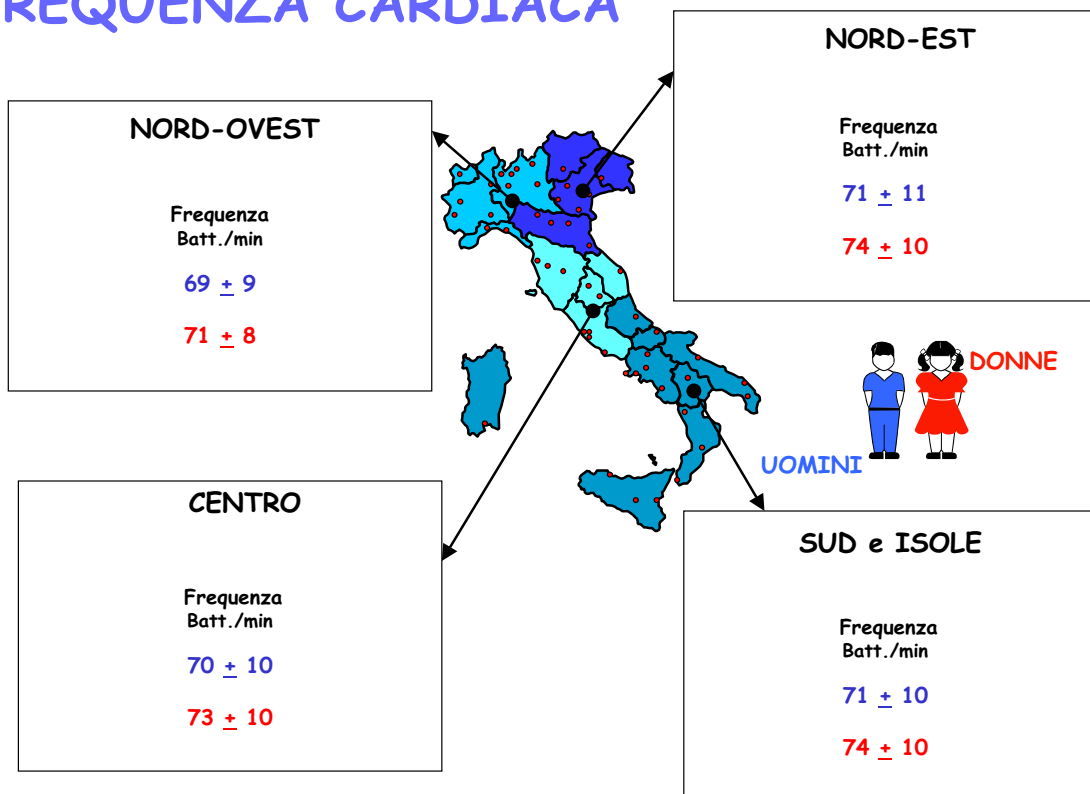 REQUENZA CARDIACA
NORD-EST
Frequenza
Batt./min
71 ± 11
74 ± 10
NORD-OVEST
Frequenza
Batt./min
69 ± 9
71 ± 8
DONNE
UOMINI
CENTRO
Frequenza
Batt./min
70 ± 10
73 ± 10
SUD e ISOLE
Frequenza
Batt./min
71 ± 10
74 ± 10